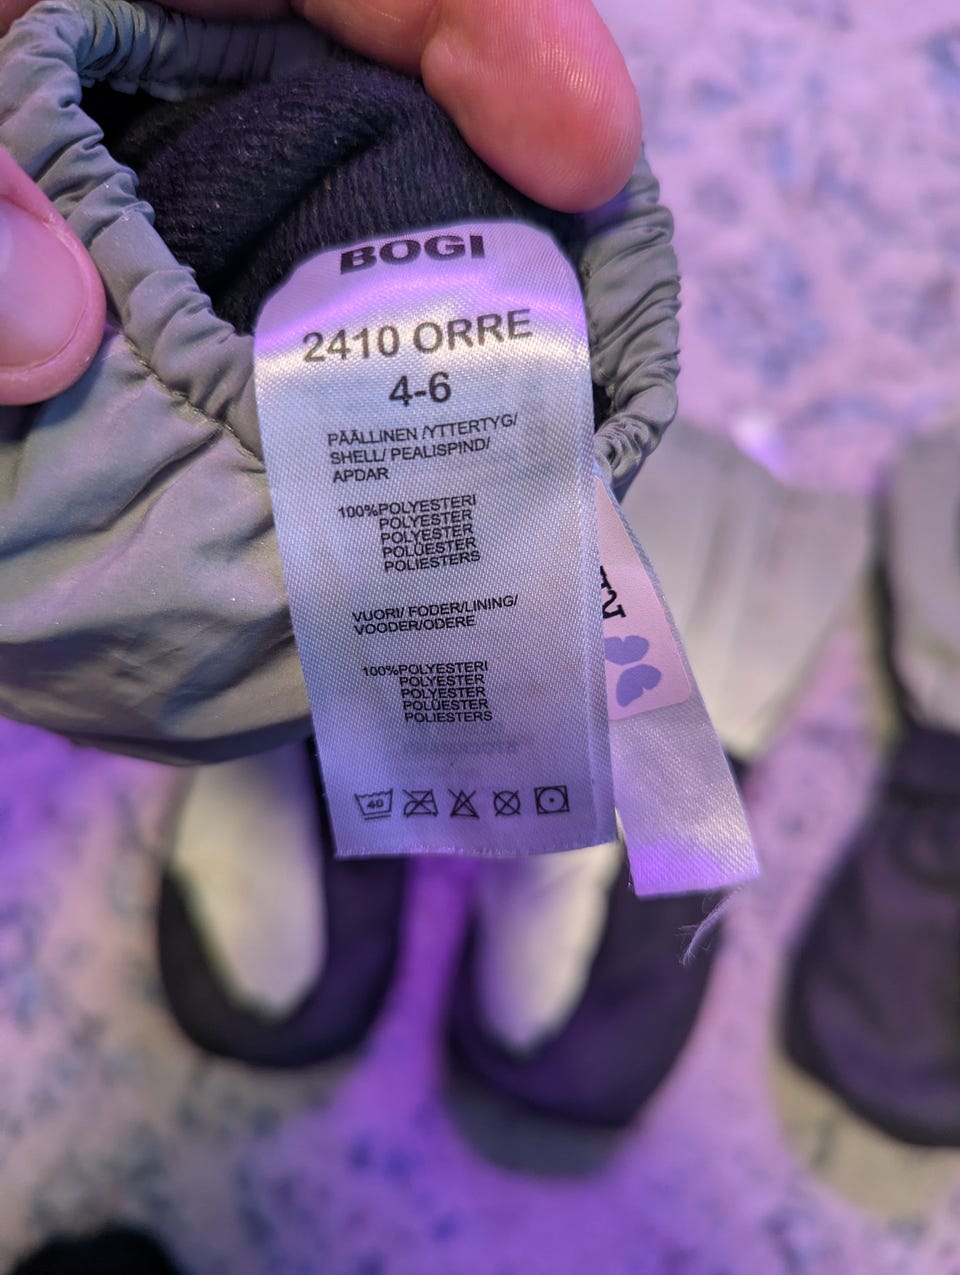 BOGI
2410 ORRE
4-6
PÄÄLLINEN /YTTERTYG/
SHELL/ PEALISPIND/
APDAR
100%POLYESTERI
POLYESTER
POLYESTER
POLÜESTER
POLIESTERS
VUORI/ FODER/LINING/
VOODER/ODERE
100%POLYESTERI
POLYESTER
POLYESTER
POLÜESTER
POLIESTERS
40